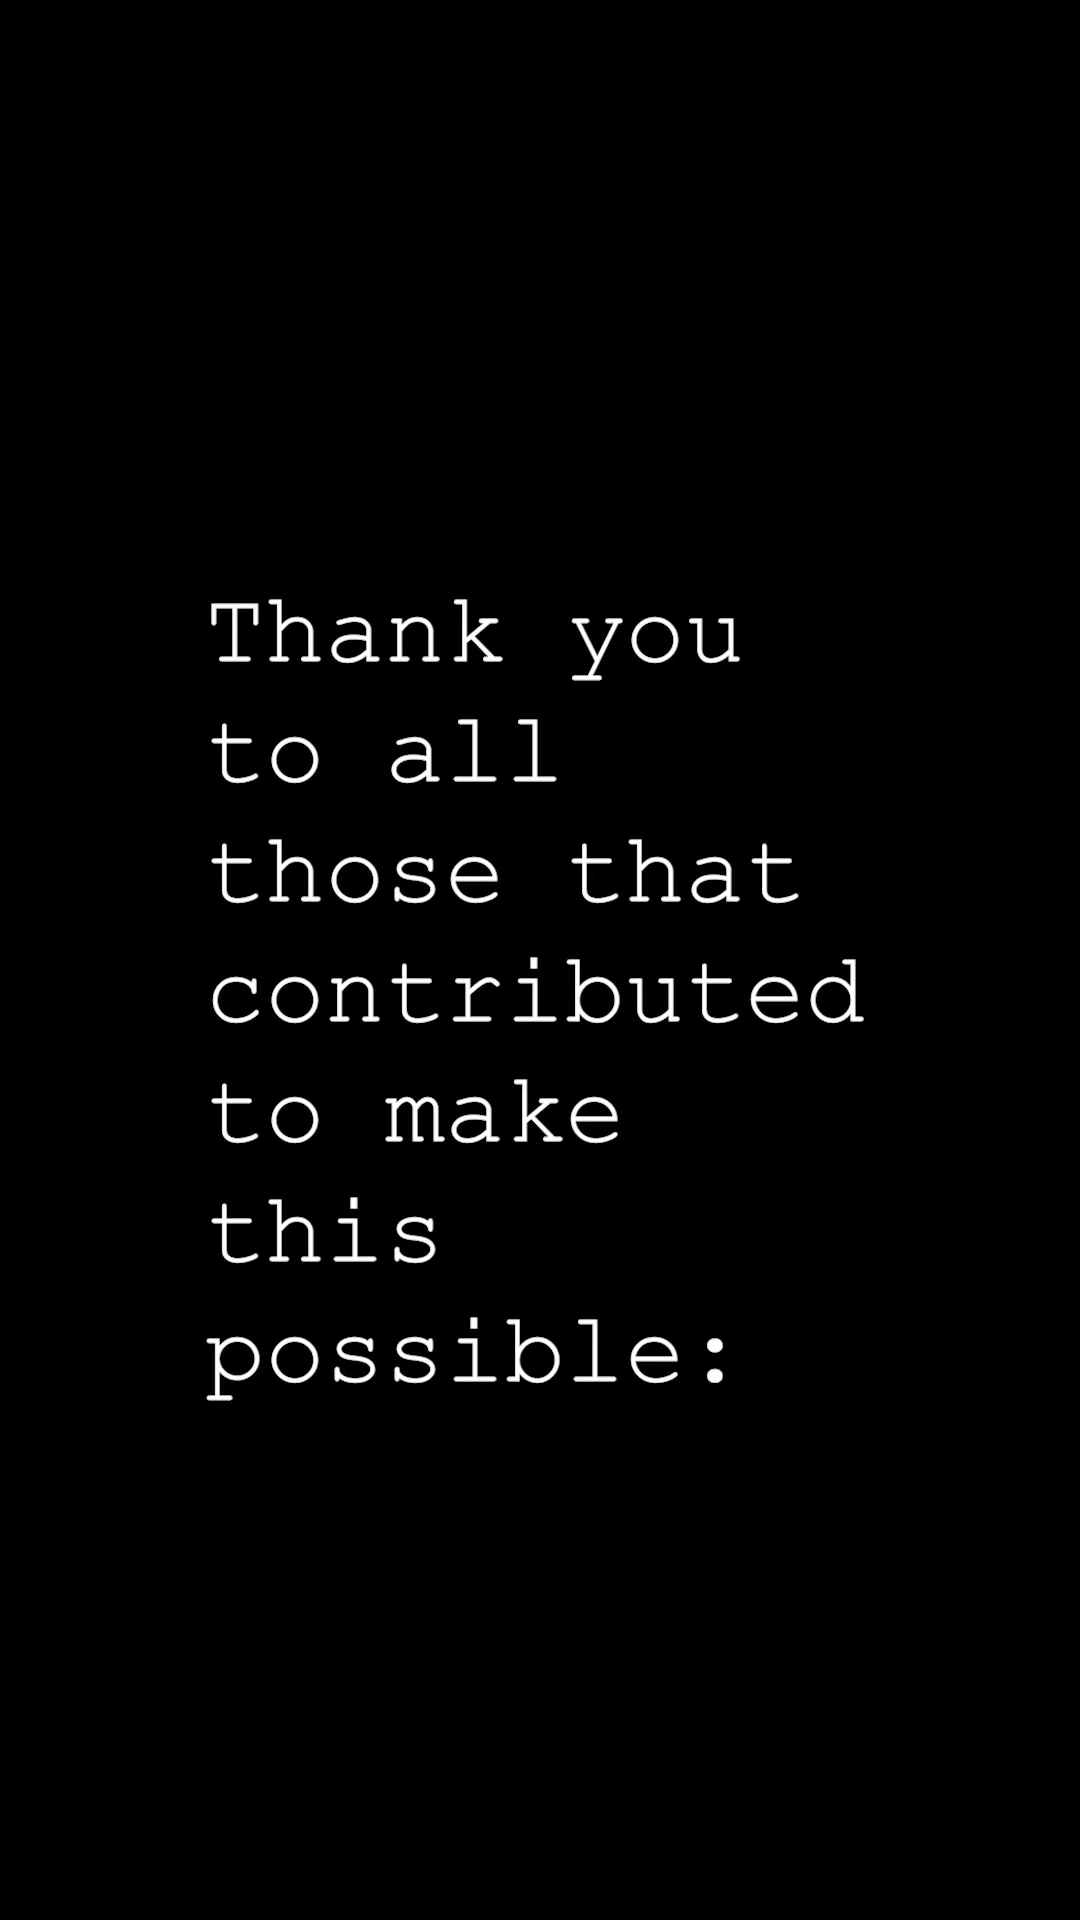 Thank you
to all
those that
contributed
to make
this
possible: